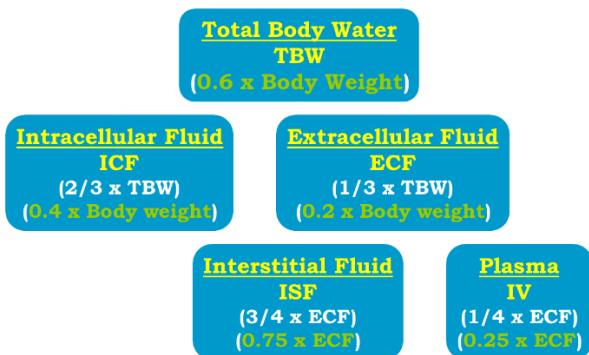 Total Body Water
TBW
(0.6 x Body Weight)
Intracellular Fluid
ICF
(2/3 x TBW)
(0.4 x Body weight)
Extracellular Fluid
ECF
(1/3 x TBW)
(0.2 x Body weight)
Interstitial Fluid
ISF
(3/4 x ECF)
(0.75 x ECF)
Plasma
IV
(1/4 x ECF)
(0.25 x ECF)